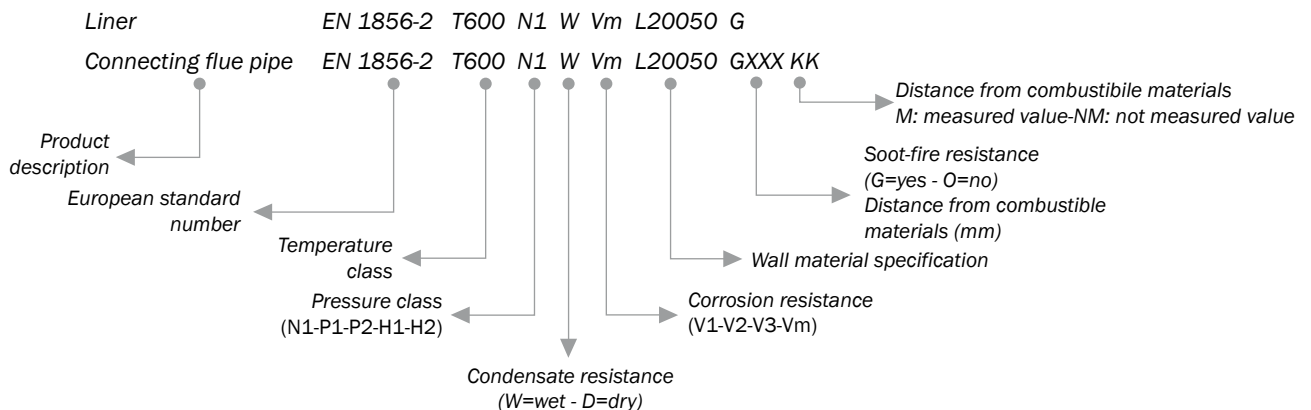 Liner EN 1856-2 T600 N1 W Vm L20050 G
Connecting flue pipe EN 1856-2 T600 N1 W Vm L20050 GXXX KK
Distance from combustibile materials
M: measured value-NM: not measured value
Product
description
Soot-fire resistance
(G=yes - O=no)
Distance from combustible
materials (mm)
European standard
number
Temperature
class
Wall material specification
Pressure class
(N1-P1-P2-H1-H2)
Corrosion resistance
(V1-V2-V3-Vm)
Condensate resistance
(W=wet - D=dry)